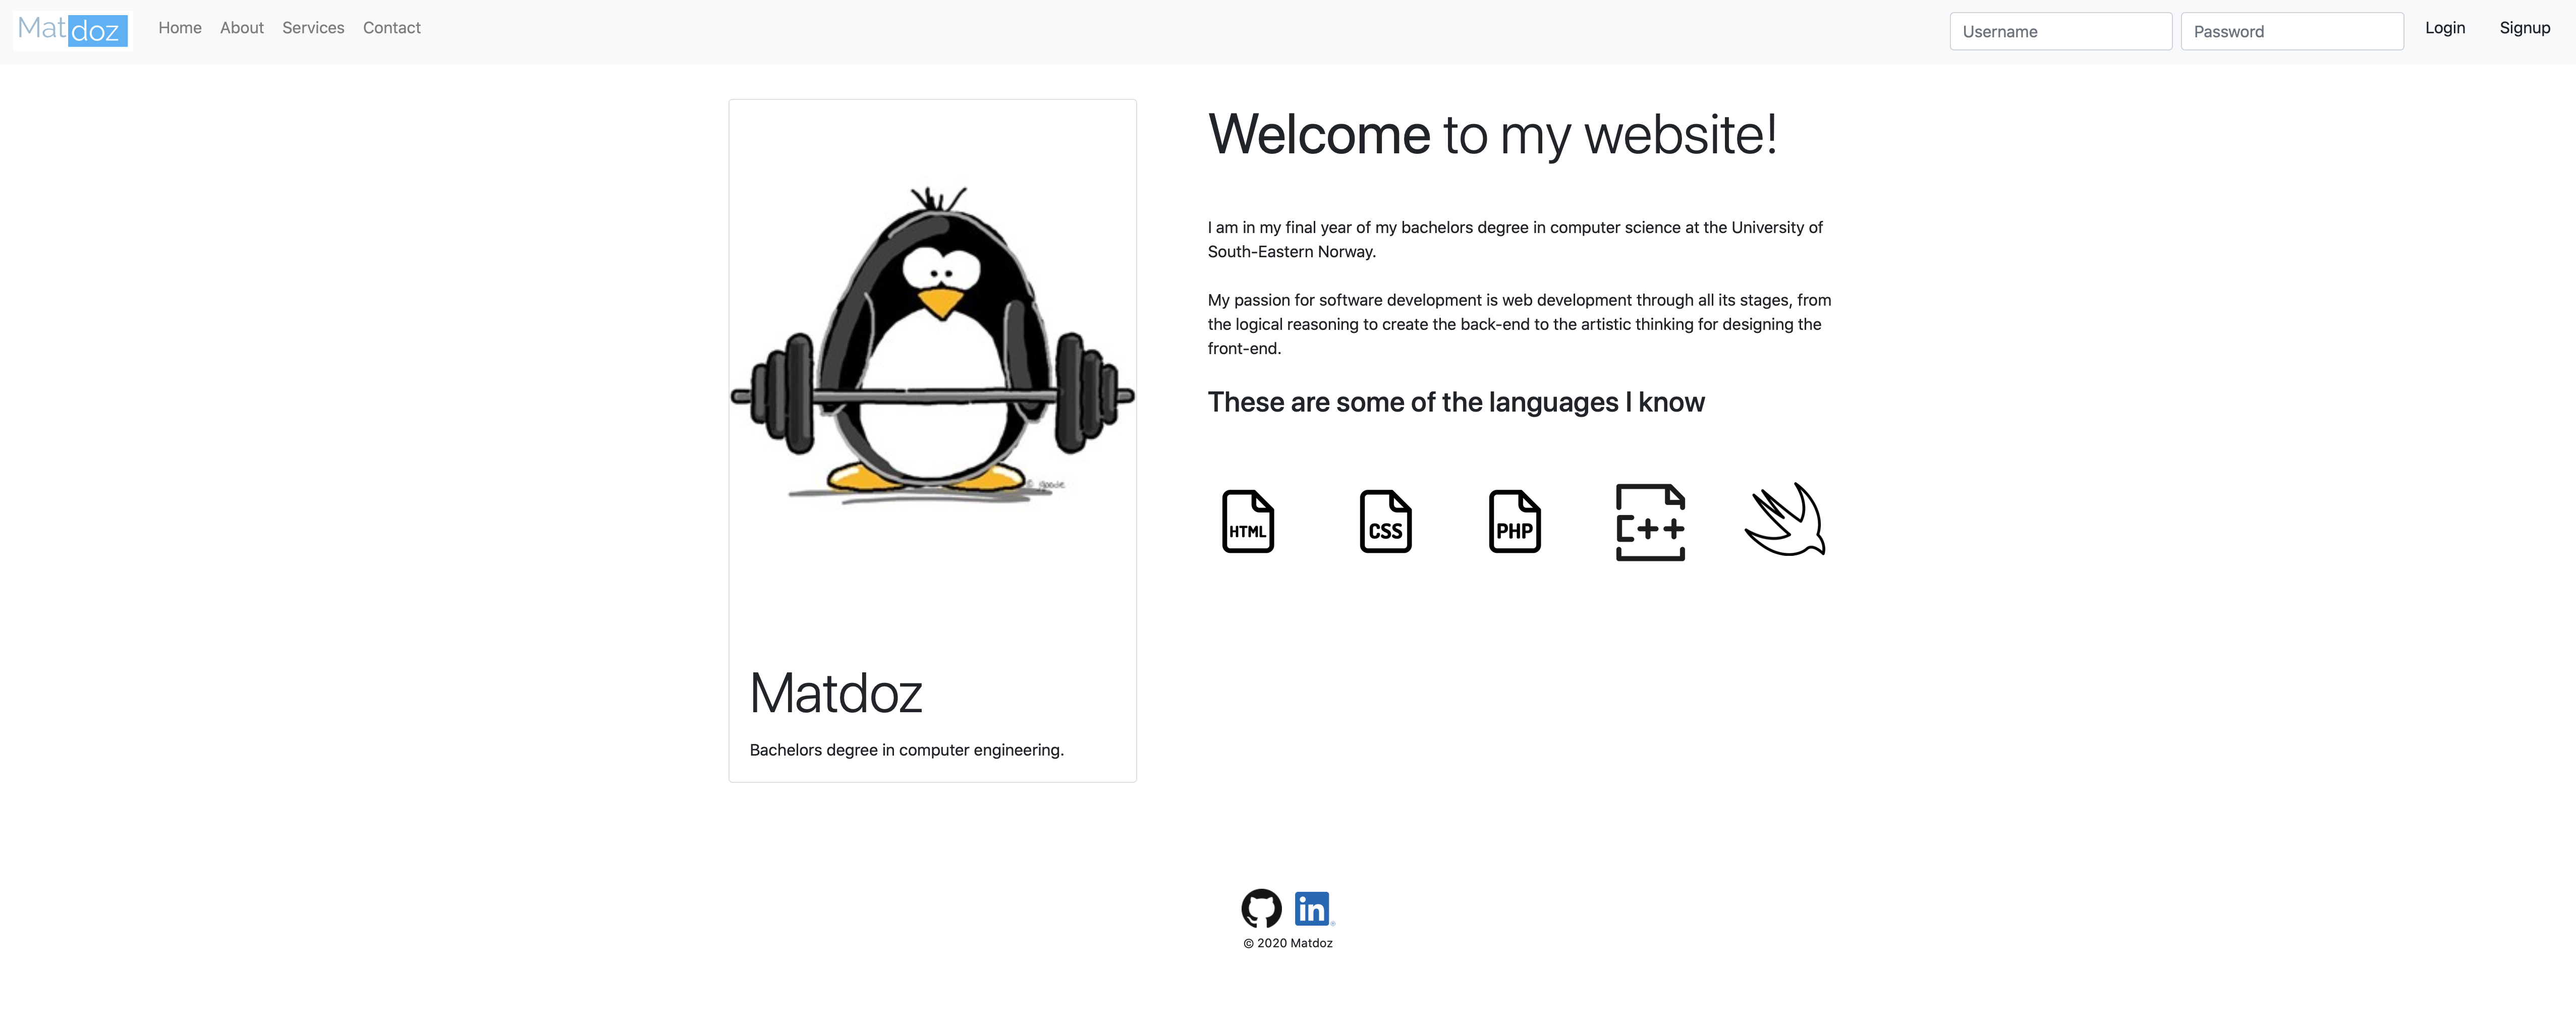 Matdoz
Home About Services Contact
Username Password Login Signup
Welcome to my website!
I am in my final year of my bachelors degree in computer science at the University of
South-Eastern Norway.
My passion for software development is web development through all its stages, from
the logical reasoning to create the back-end to the artistic thinking for designing the
front-end.
These are some of the languages I know
HTML CSS PHP C++
Matdoz
Bachelors degree in computer engineering.
in
© 2020 Matdoz